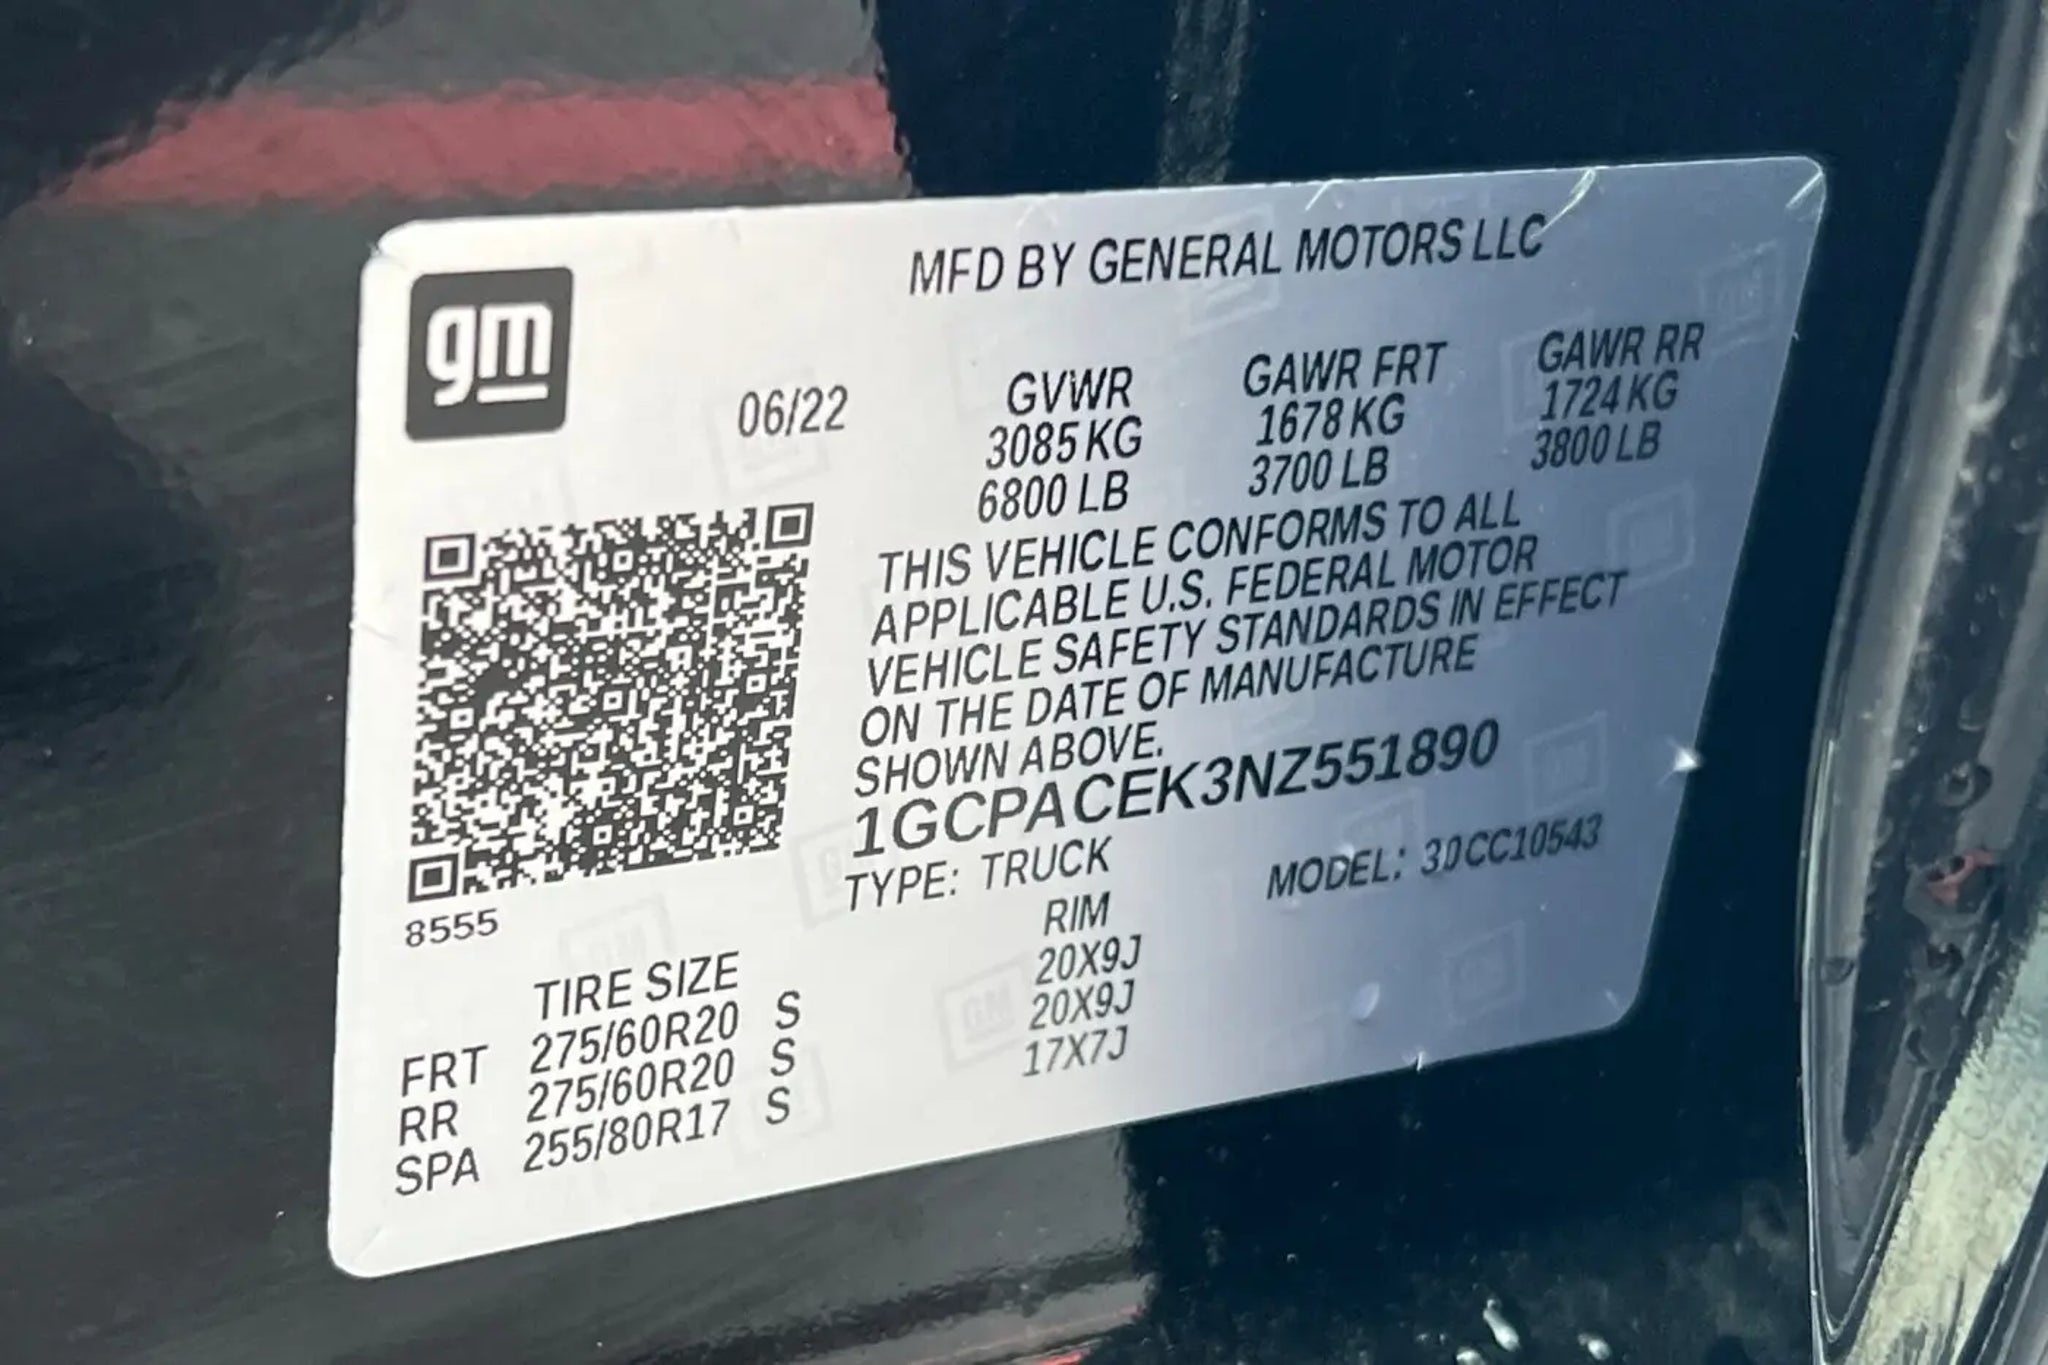 gm
MFD BY GENERAL MOTORS LLC
06/22
GVWR GAWR FRT GAWR RR
3085 KG 1678 KG 1724 KG
6800 LB 3700 LB 3800 LB
THIS VEHICLE CONFORMS TO ALL
APPLICABLE U.S. FEDERAL MOTOR
VEHICLE SAFETY STANDARDS IN EFFECT
ON THE DATE OF MANUFACTURE
SHOWN ABOVE.
1GCPACEK3NZ551890
TYPE: TRUCK MODEL: 30CC10543
8555
TIRE SIZE RIM
FRT 275/60R20 S 20X9J
RR 275/60R20 S 20X9J
SPA 255/80R17 S 17X7J